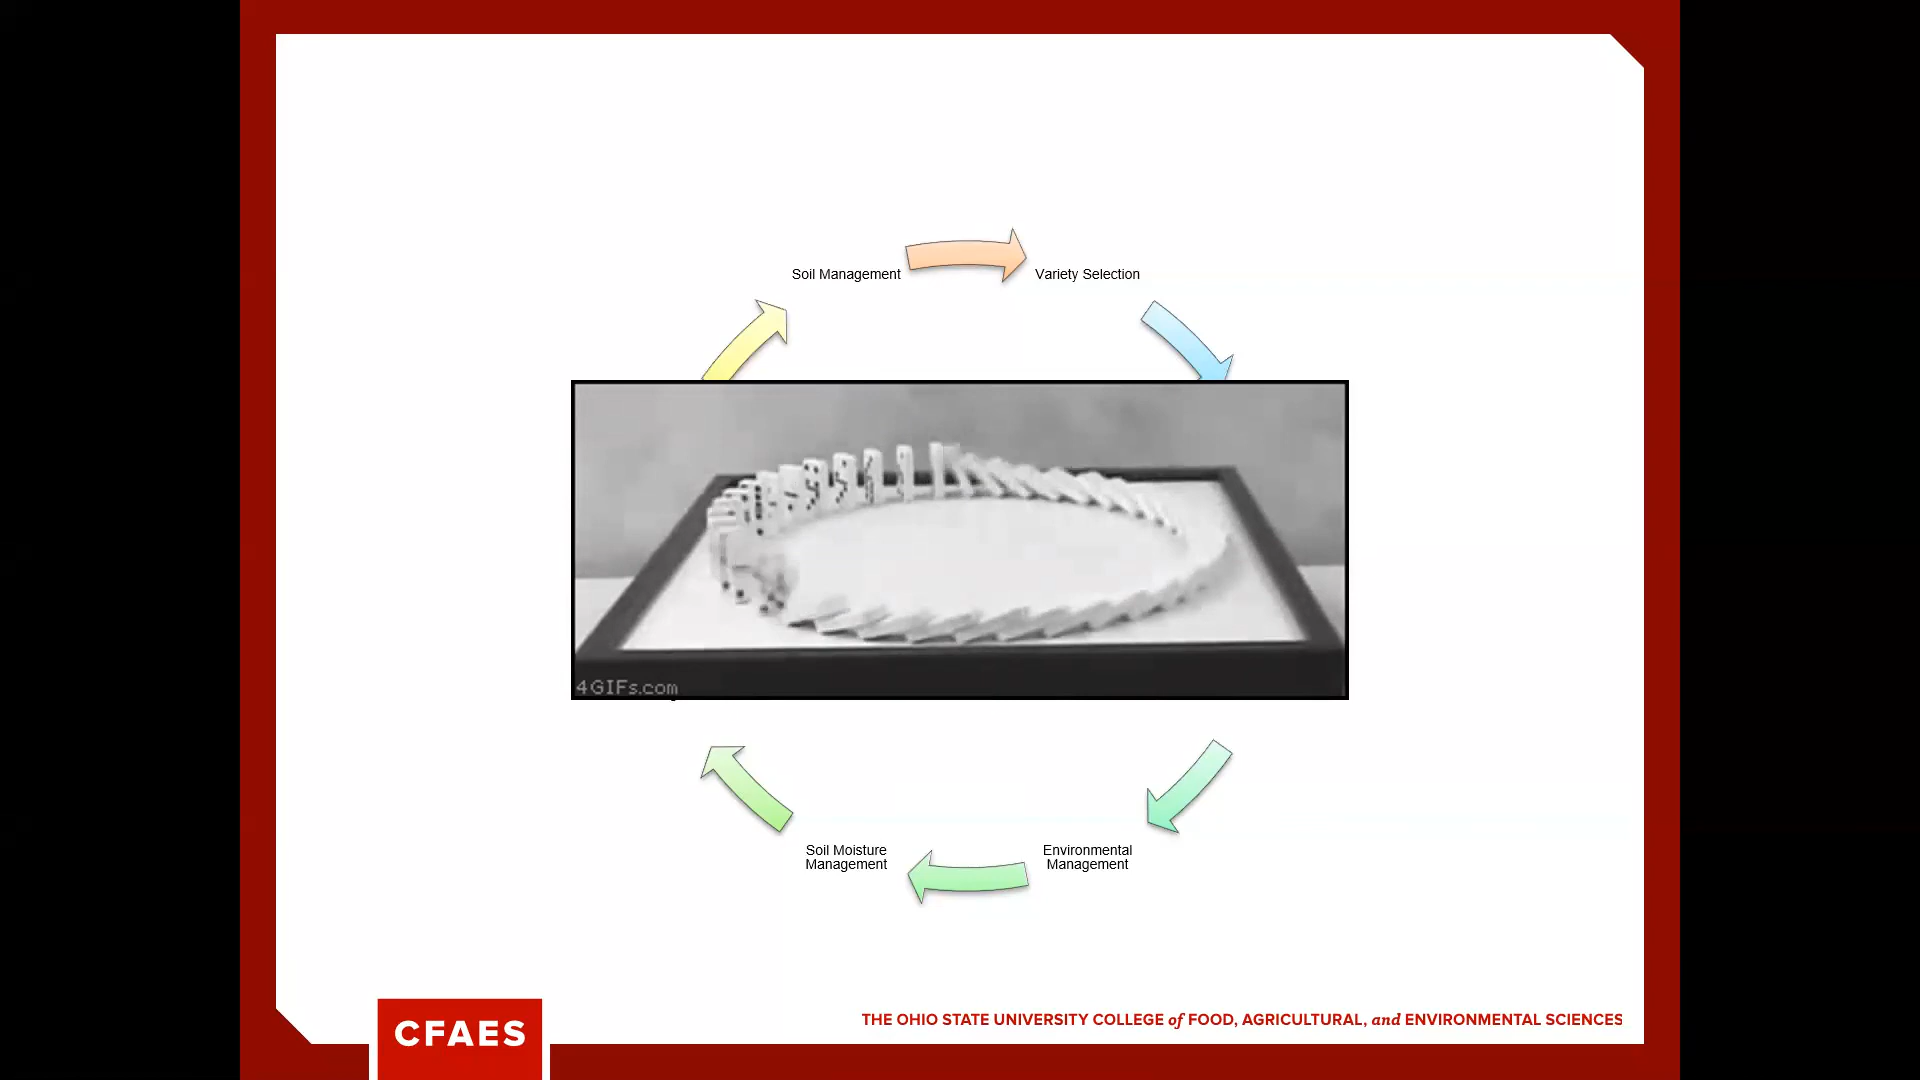 Soil Management
Variety Selection
4GIFs.com
Soil Moisture
Management
Environmental
Management
CFAES
THE OHIO STATE UNIVERSITY COLLEGE of FOOD, AGRICULTURAL, and ENVIRONMENTAL SCIENCES